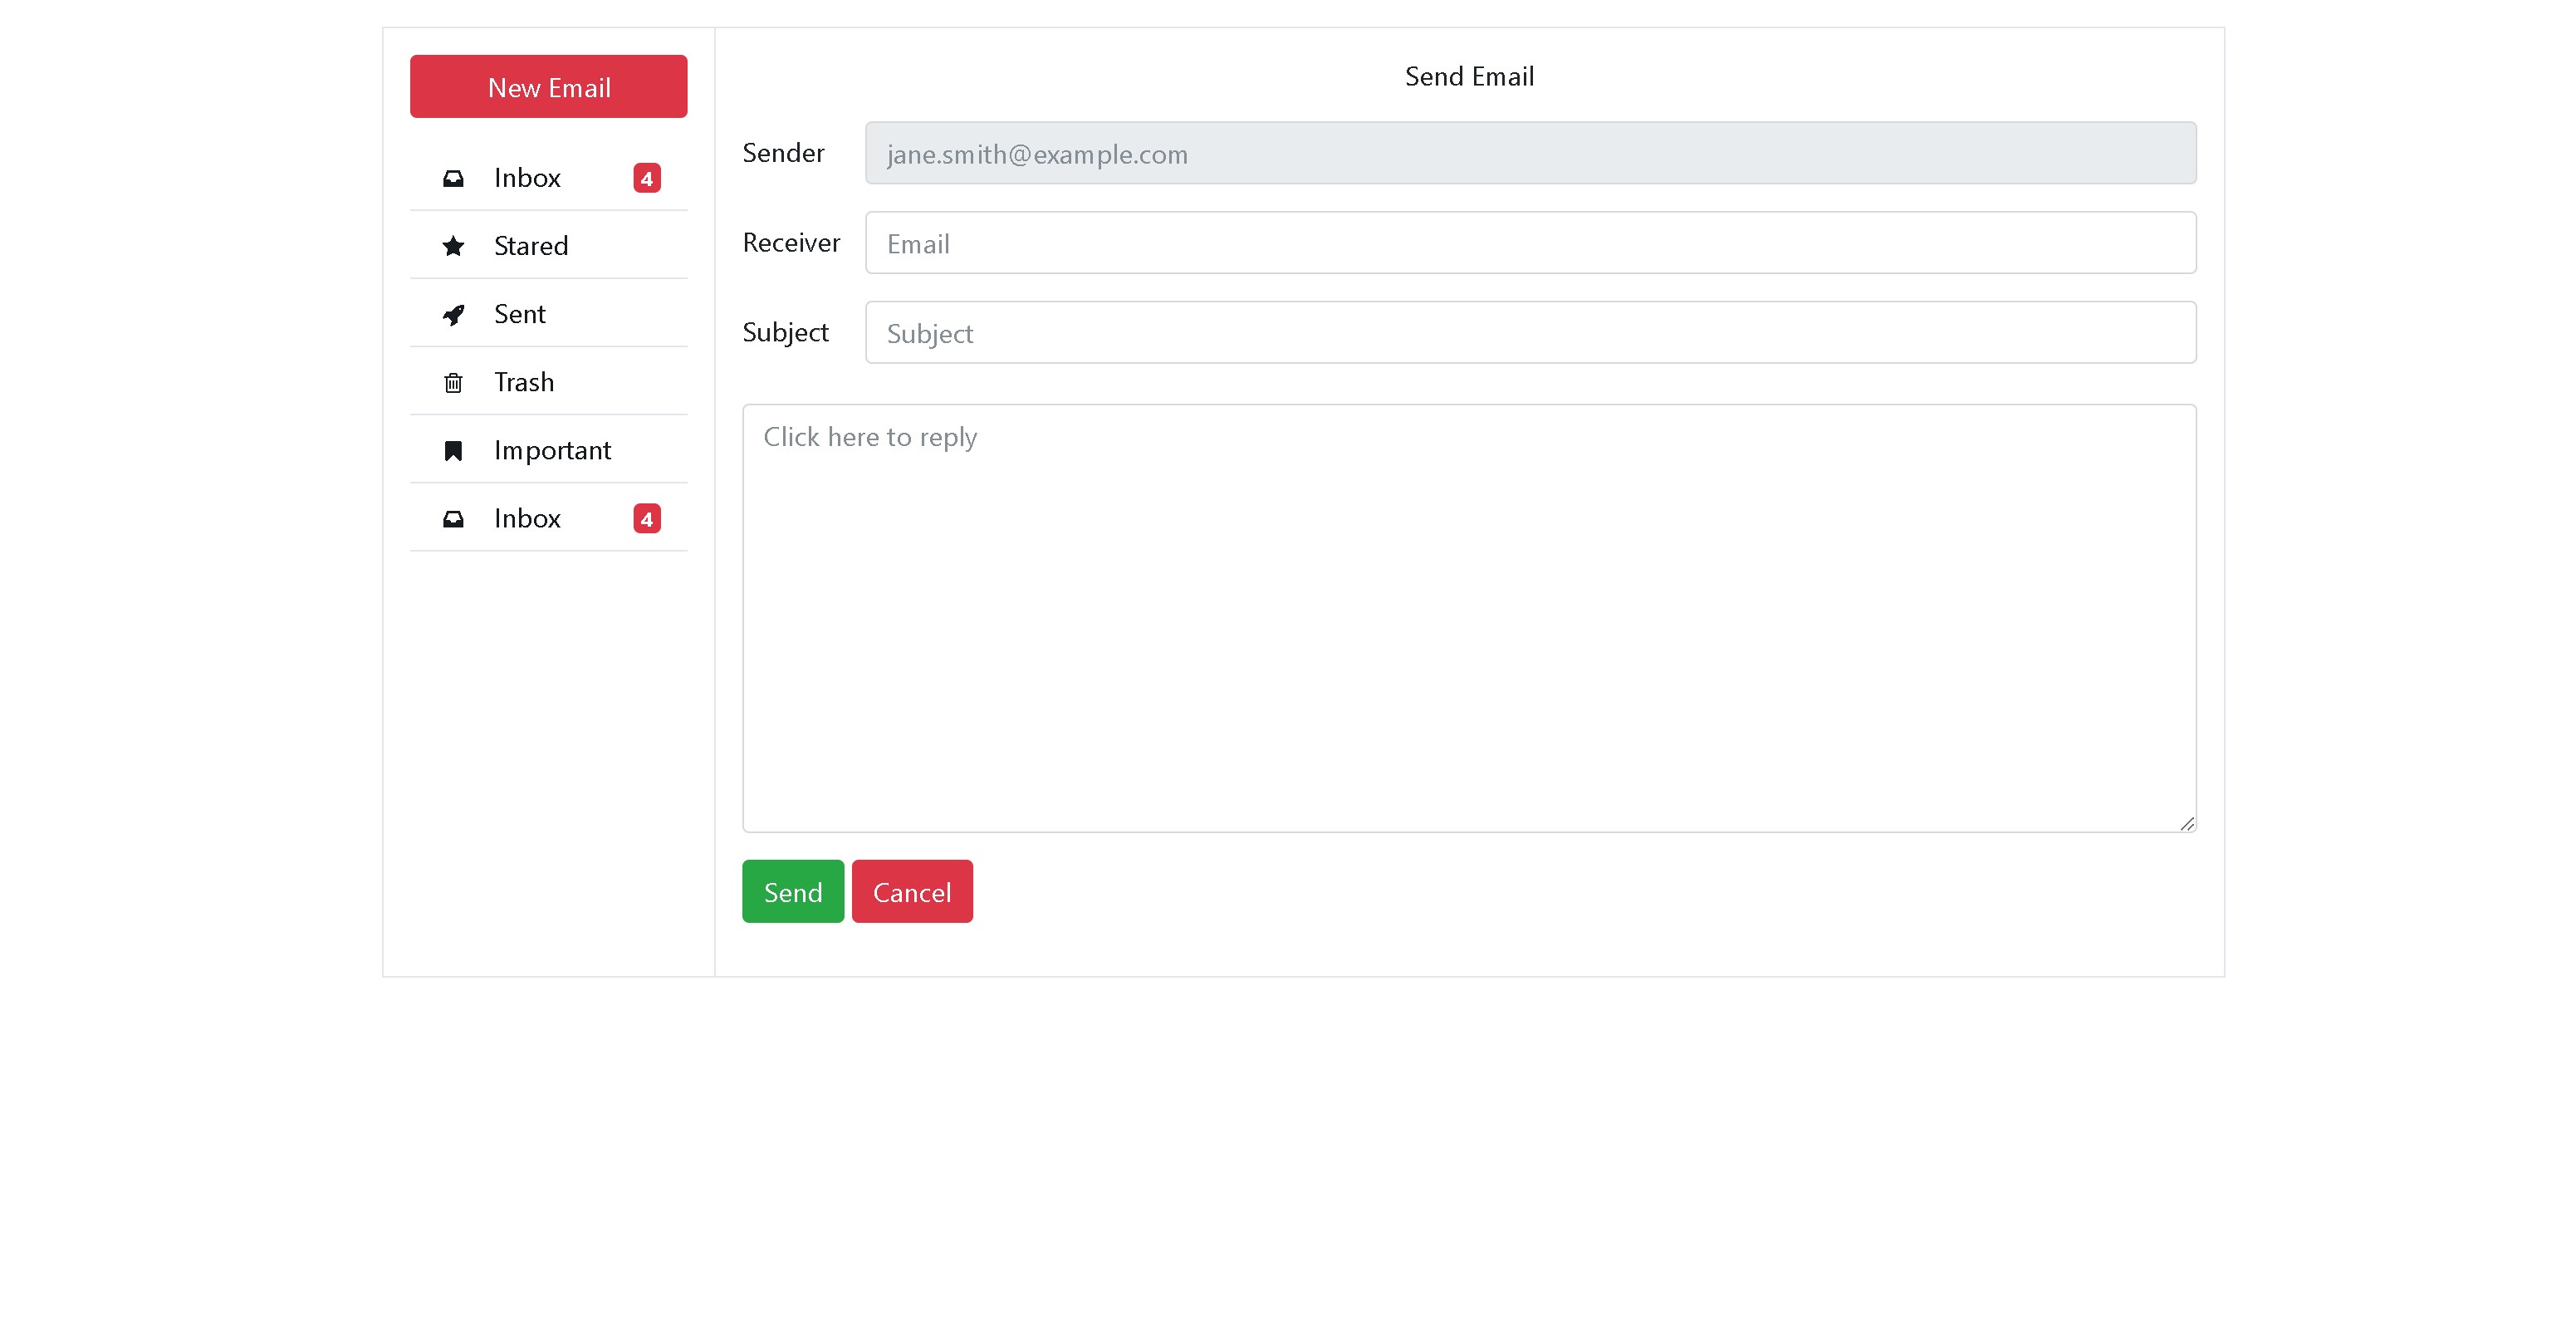 New Email
Inbox 4
Stared
Sent
Trash
Important
Inbox 4
Send Email
Sender jane.smith@example.com
Receiver Email
Subject Subject
Click here to reply
Send Cancel